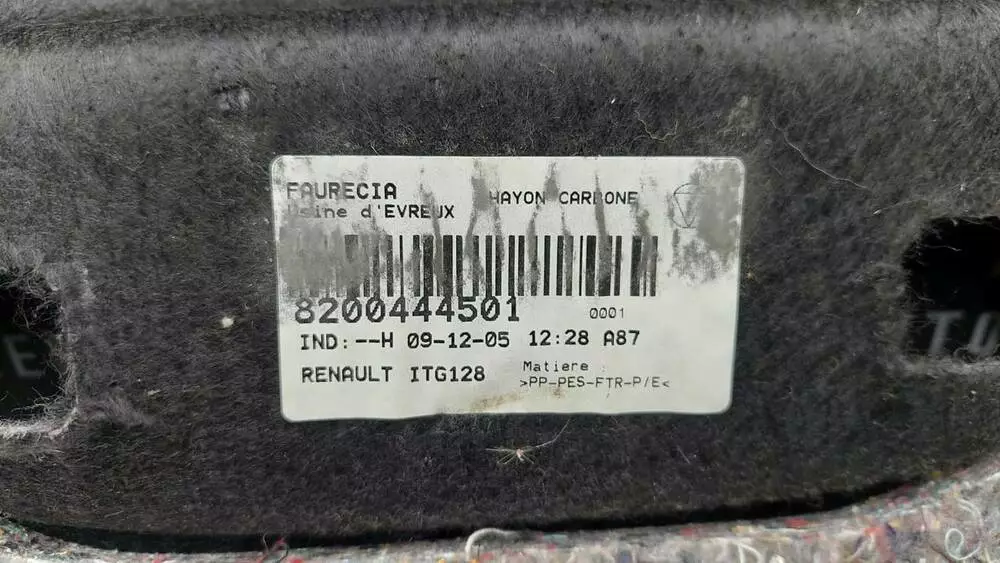 FAURECIA HAYON CARBONE
Usine d'EVREUX
8200444501 0001
IND:--H 09-12-05 12:28 A87
RENAULT ITG128
Matiere :
>PP-PES-FTR-P/E<